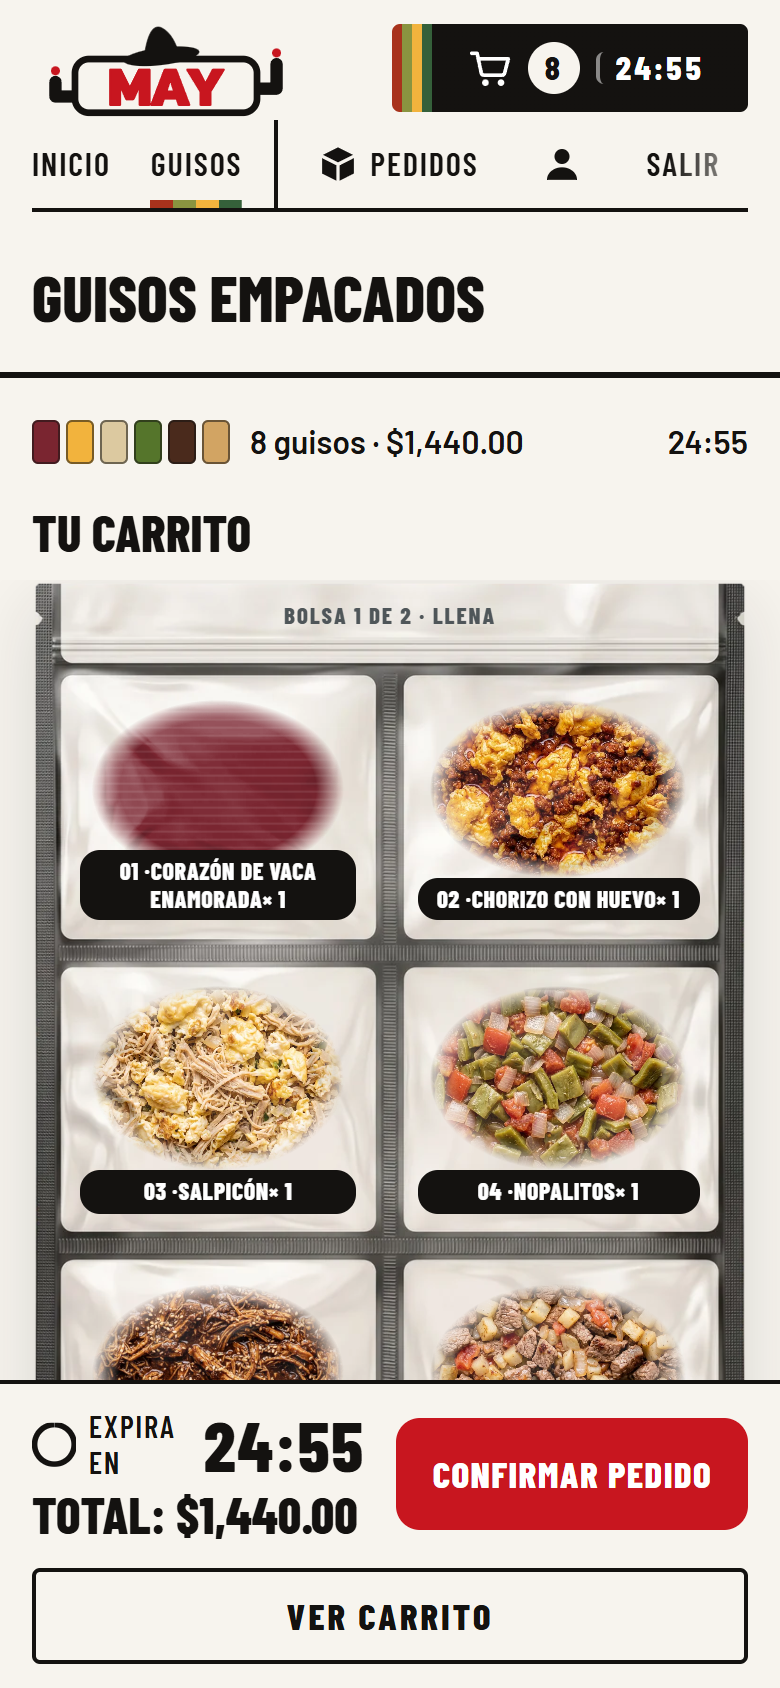 MAY
8
24:55
INICIO
GUISOS
PEDIDOS
SALIR
GUISOS EMPACADOS
8 guisos · $1,440.00
24:55
TU CARRITO
BOLSA 1 DE 2 · LLENA
01 ·CORAZÓN DE VACA
ENAMORADA× 1
02 ·CHORIZO CON HUEVO× 1
03 ·SALPICÓN× 1
04 ·NOPALITOS× 1
EXPIRA
EN
24:55
TOTAL: $1,440.00
CONFIRMAR PEDIDO
VER CARRITO